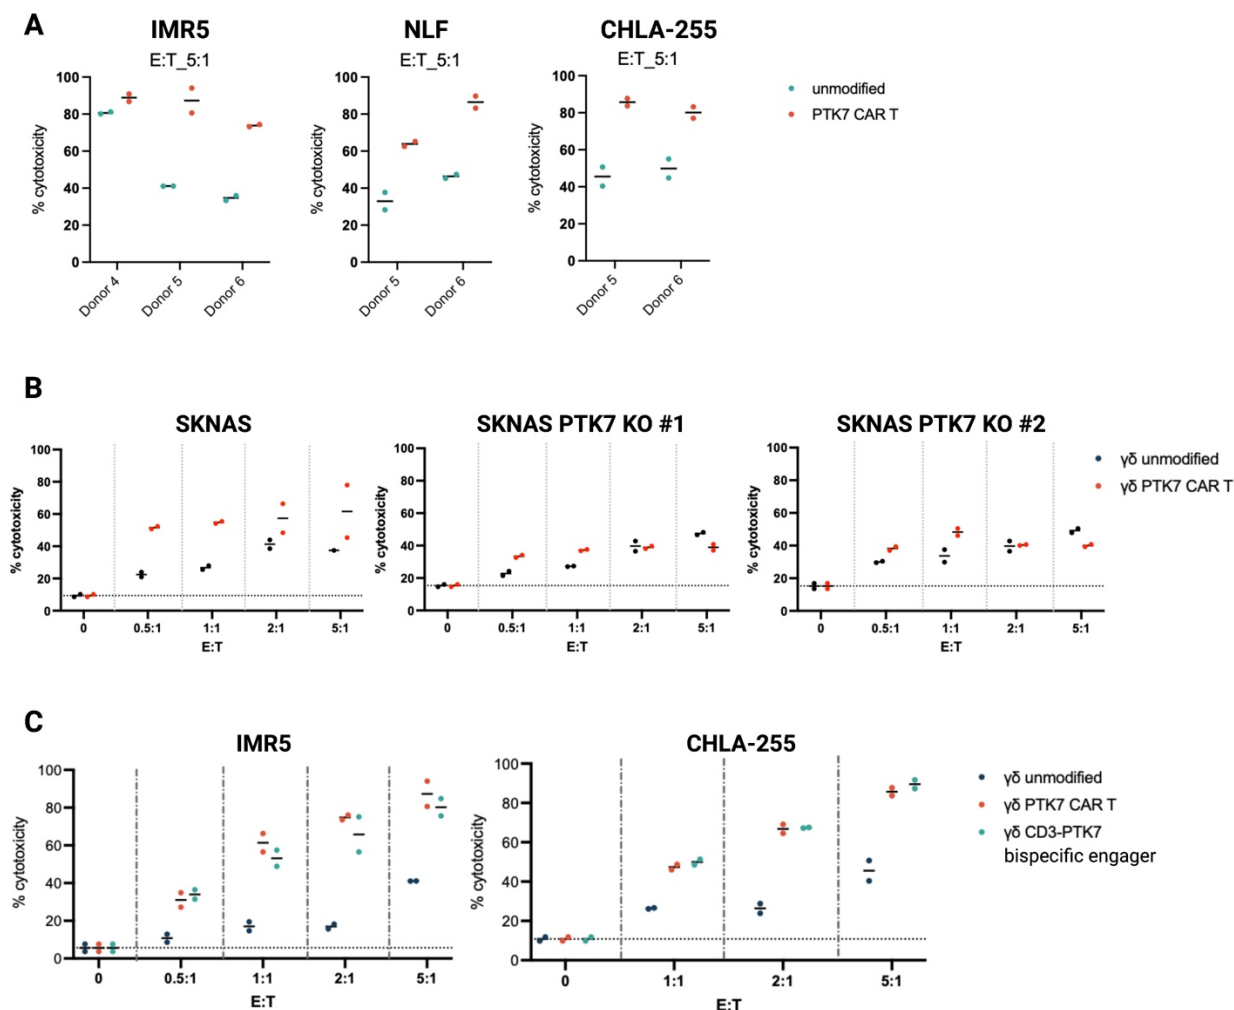 A
IMR5
NLF
CHLA-255
E:T_5:1
E:T_5:1
E:T_5:1
% cytotoxicity
100
80
60
40
20
0
Donor 4
Donor 5
Donor 6
% cytotoxicity
100
80
60
40
20
0
Donor 5
Donor 6
% cytotoxicity
100
80
60
40
20
0
Donor 5
Donor 6
unmodified
PTK7 CAR T
B
SKNAS
SKNAS PTK7 KO #1
SKNAS PTK7 KO #2
% cytotoxicity
100
80
60
40
20
0
0 0.5:1 1:1 2:1 5:1
E:T
% cytotoxicity
100
80
60
40
20
0
0 0.5:1 1:1 2:1 5:1
E:T
% cytotoxicity
100
80
60
40
20
0
0 0.5:1 1:1 2:1 5:1
E:T
γδ unmodified
γδ PTK7 CAR T
C
IMR5
CHLA-255
% cytotoxicity
100
80
60
40
20
0
0 0.5:1 1:1 2:1 5:1
E:T
% cytotoxicity
100
80
60
40
20
0
0 1:1 2:1 5:1
E:T
γδ unmodified
γδ PTK7 CAR T
γδ CD3-PTK7
bispecific engager